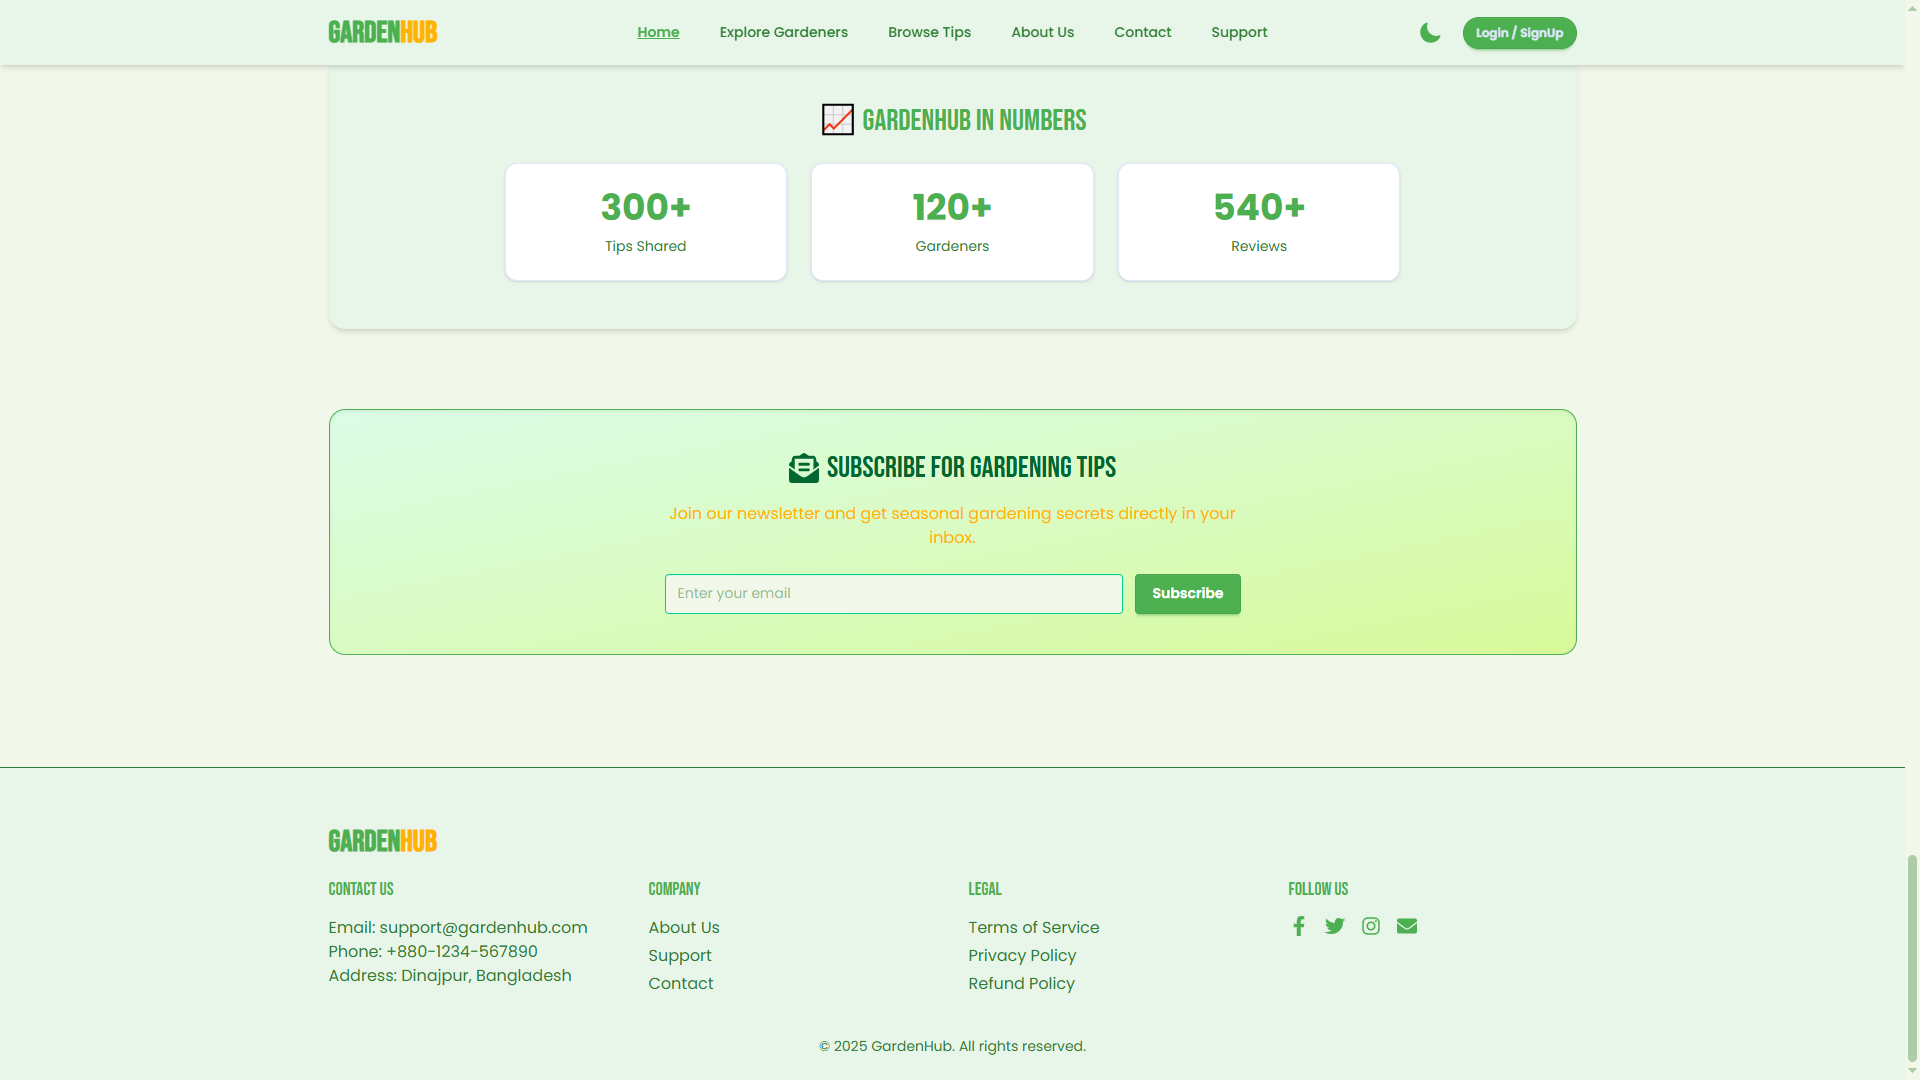 GARDENHUB
Home
Explore Gardeners
Browse Tips
About Us
Contact
Support
Login / SignUp
GARDENHUB IN NUMBERS
300+
Tips Shared
120+
Gardeners
540+
Reviews
SUBSCRIBE FOR GARDENING TIPS
Join our newsletter and get seasonal gardening secrets directly in your
inbox.
Enter your email
Subscribe
GARDENHUB
CONTACT US
Email: support@gardenhub.com
Phone: +880-1234-567890
Address: Dinajpur, Bangladesh
COMPANY
About Us
Support
Contact
LEGAL
Terms of Service
Privacy Policy
Refund Policy
FOLLOW US
© 2025 GardenHub. All rights reserved.